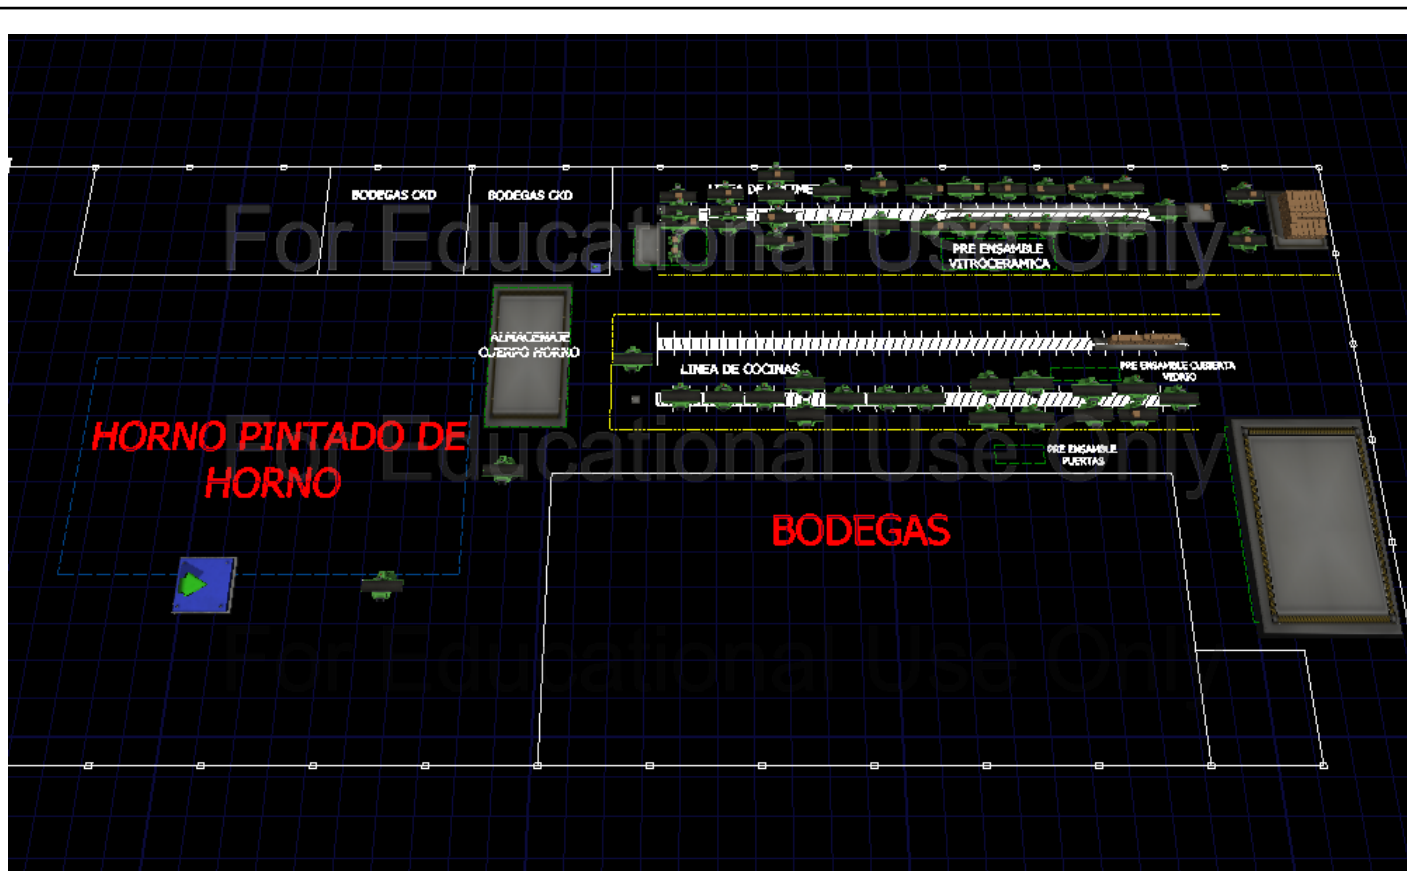 BODEGAS CKD
BODEGAS CKD
DE
For Educational Use Only
PRE ENSAMBLE
VITROCERAMICA
ALMACENAJE
CUERPO HORNO
LINEA DE COCINAS
PRE ENSAMBLE CUBIERTA
VIDRIO
HORNO PINTADO DE
HORNO
For Educational Use Only
PRE ENSAMBLE
PUERTAS
BODEGAS
For Educational Use Only